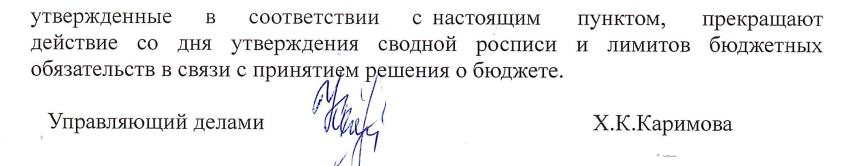 утвержденные в соответствии с настоящим пунктом, прекращают
действие со дня утверждения сводной росписи и лимитов бюджетных
обязательств в связи с принятием решения о бюджете.
Управляющий делами Х.К.Каримова